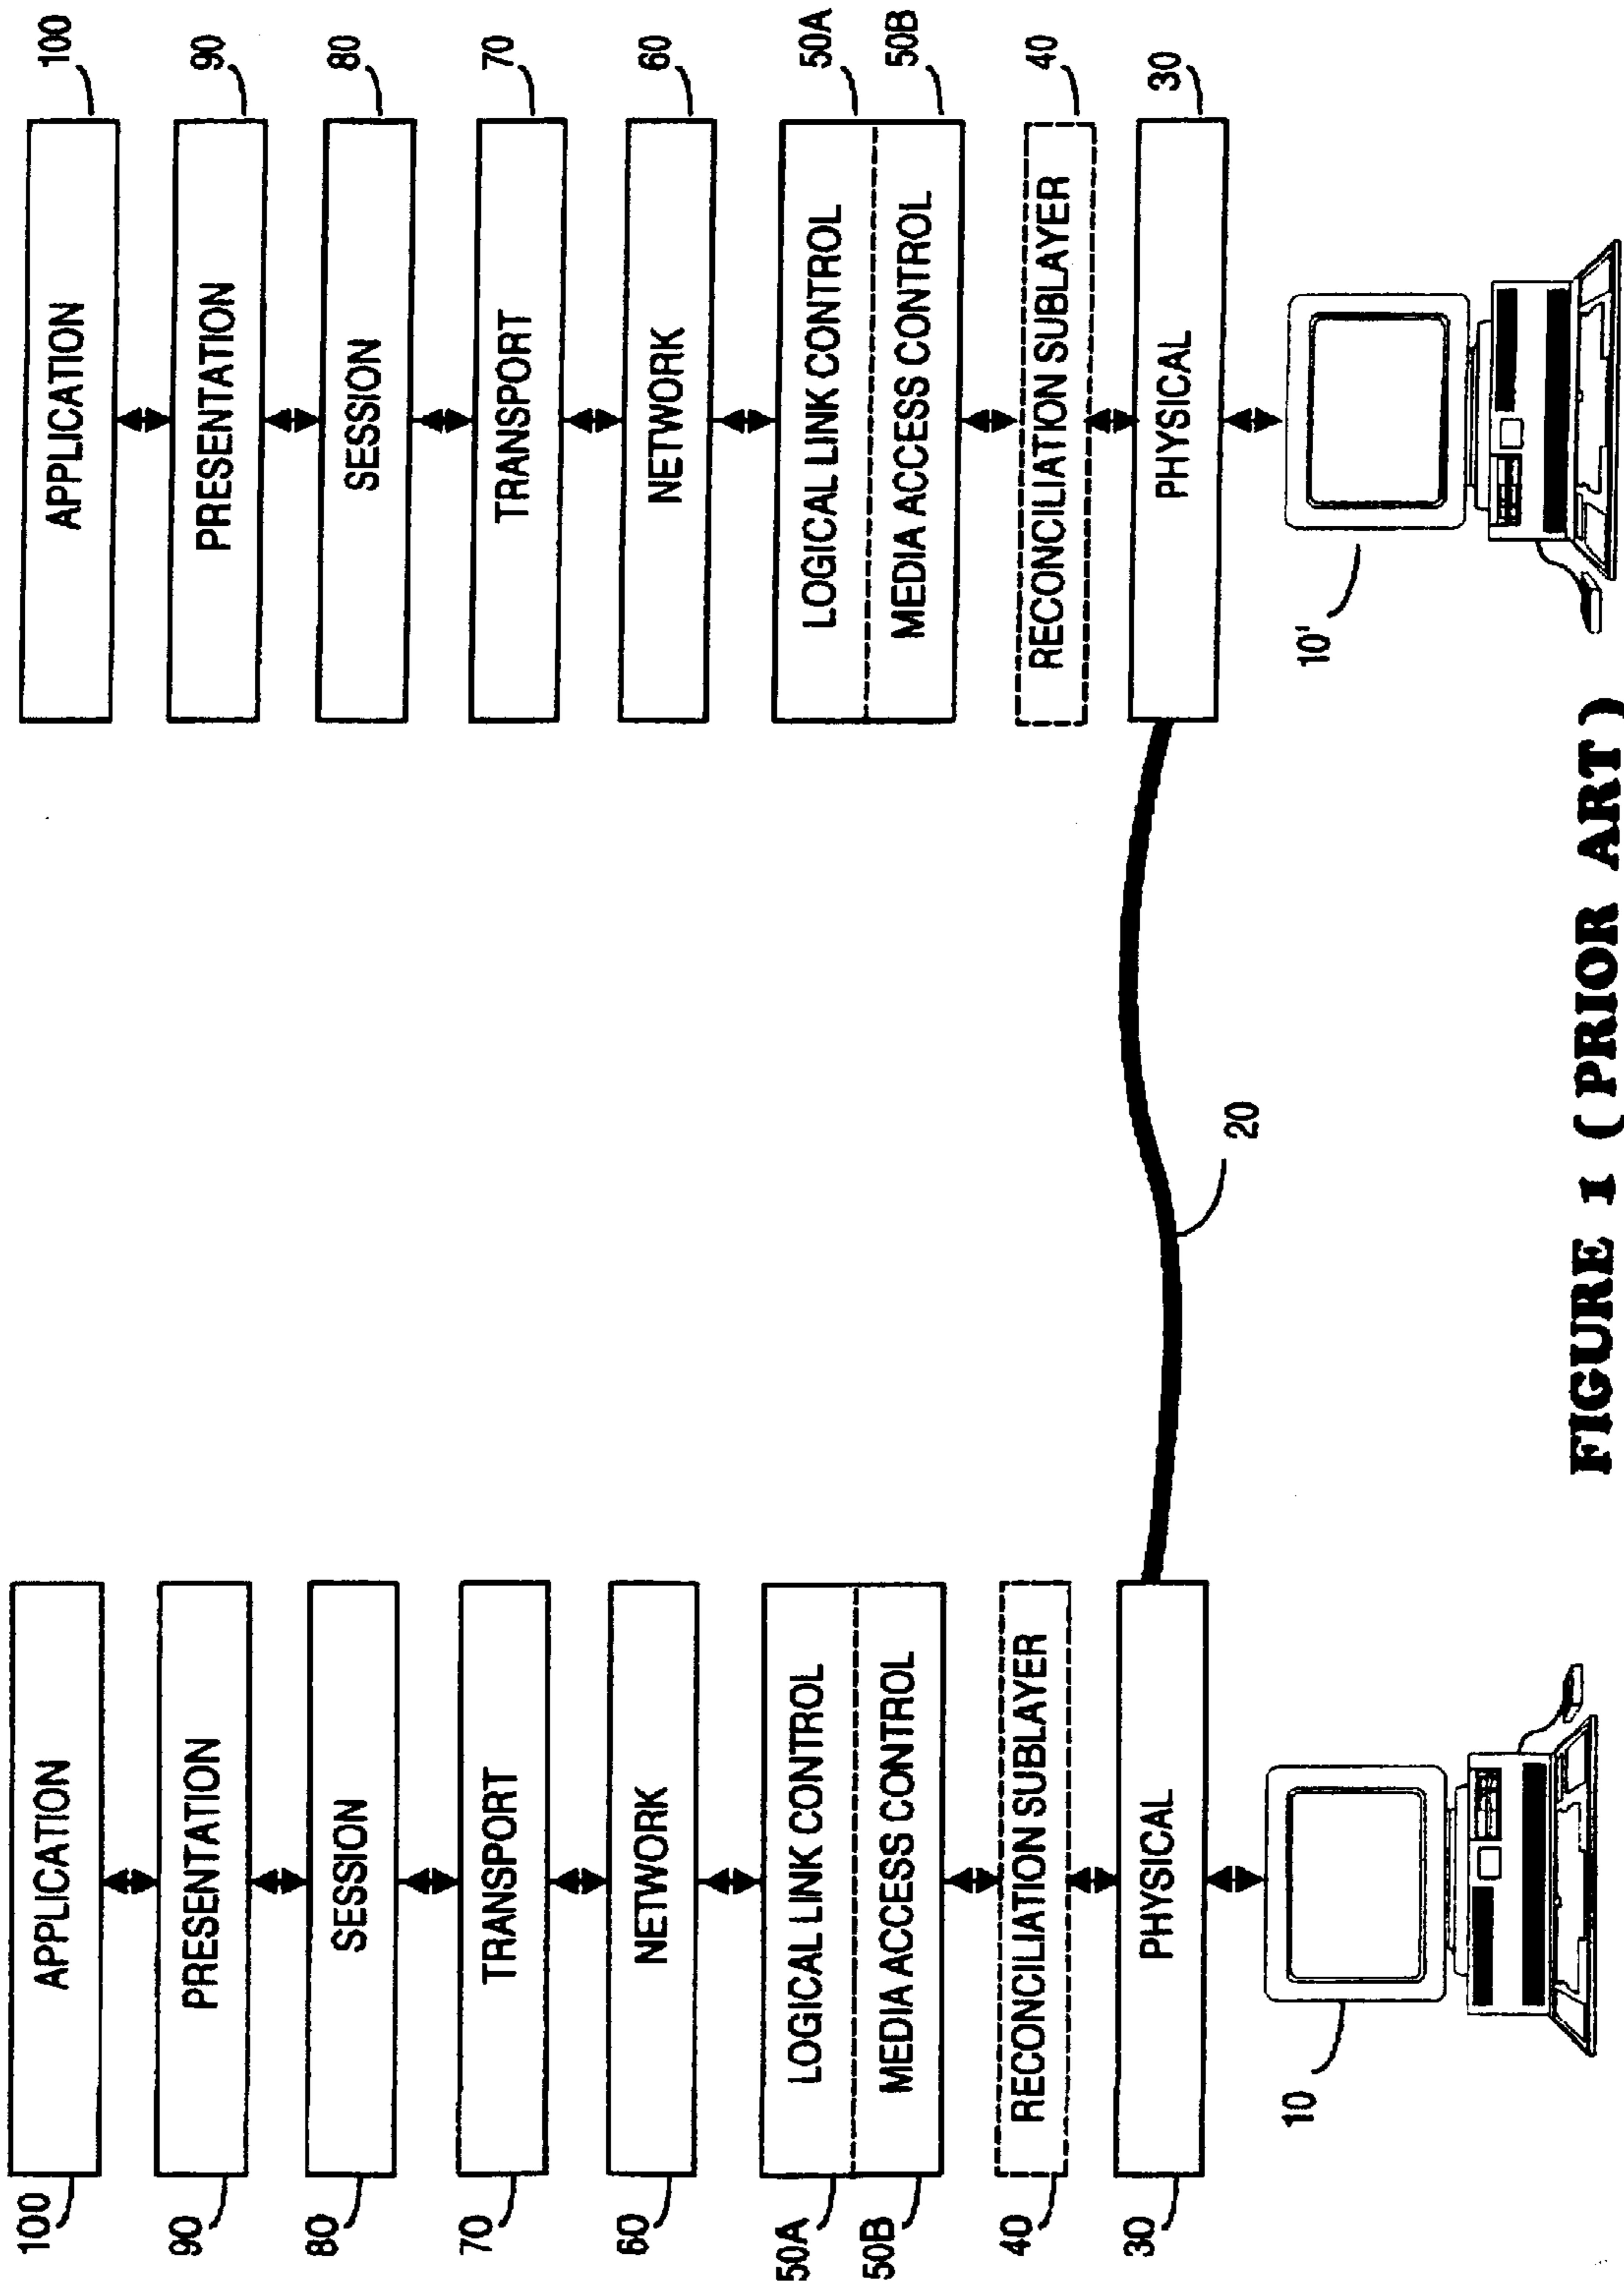 100 APPLICATION
90 PRESENTATION
80 SESSION
70 TRANSPORT
60 NETWORK
50A LOGICAL LINK CONTROL
50B MEDIA ACCESS CONTROL
40 RECONCILIATION SUBLAYER
30 PHYSICAL
10
20
APPLICATION 100
PRESENTATION 90
SESSION 80
TRANSPORT 70
NETWORK 60
LOGICAL LINK CONTROL 50A
MEDIA ACCESS CONTROL 50B
RECONCILIATION SUBLAYER 40
PHYSICAL 30
10'
FIGURE 1 (PRIOR ART)